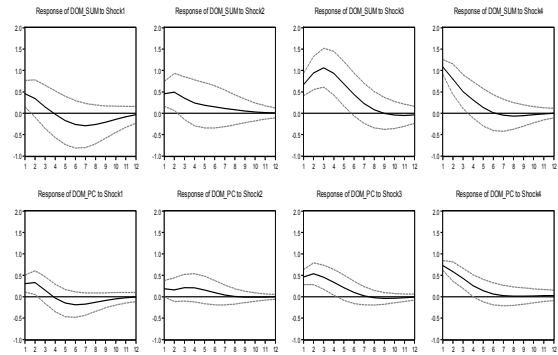 Response of DOM_SUM to Shock1
Response of DOM_SUM to Shock2
Response of DOM_SUM to Shock3
Response of DOM_SUM to Shock4
2.0 2.0 2.0 2.0
1.5 1.5 1.5 1.5
1.0 1.0 1.0 1.0
0.5 0.5 0.5 0.5
0.0 0.0 0.0 0.0
-0.5 -0.5 -0.5 -0.5
-1.0 -1.0 -1.0 -1.0
1 2 3 4 5 6 7 8 9 10 11 12
1 2 3 4 5 6 7 8 9 10 11 12
1 2 3 4 5 6 7 8 9 10 11 12
1 2 3 4 5 6 7 8 9 10 11 12
Response of DOM_PC to Shock1
Response of DOM_PC to Shock2
Response of DOM_PC to Shock3
Response of DOM_PC to Shock4
2.0 2.0 2.0 2.0
1.5 1.5 1.5 1.5
1.0 1.0 1.0 1.0
0.5 0.5 0.5 0.5
0.0 0.0 0.0 0.0
-0.5 -0.5 -0.5 -0.5
-1.0 -1.0 -1.0 -1.0
1 2 3 4 5 6 7 8 9 10 11 12
1 2 3 4 5 6 7 8 9 10 11 12
1 2 3 4 5 6 7 8 9 10 11 12
1 2 3 4 5 6 7 8 9 10 11 12